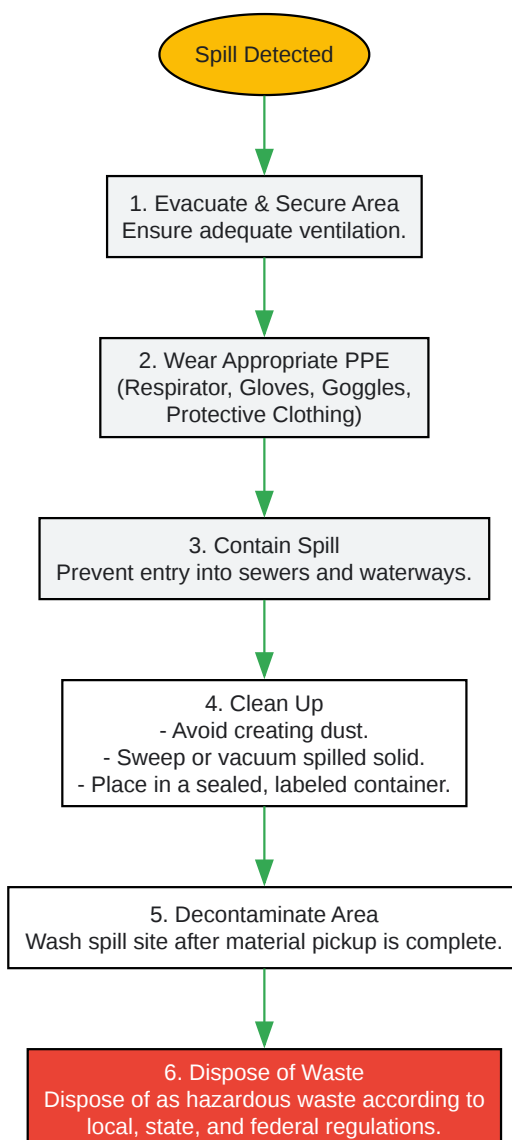 Spill Detected
1. Evacuate & Secure Area
Ensure adequate ventilation.
2. Wear Appropriate PPE
(Respirator, Gloves, Goggles,
Protective Clothing)
3. Contain Spill
Prevent entry into sewers and waterways.
4. Clean Up
- Avoid creating dust.
- Sweep or vacuum spilled solid.
- Place in a sealed, labeled container.
5. Decontaminate Area
Wash spill site after material pickup is complete.
6. Dispose of Waste
Dispose of as hazardous waste according to
local, state, and federal regulations.